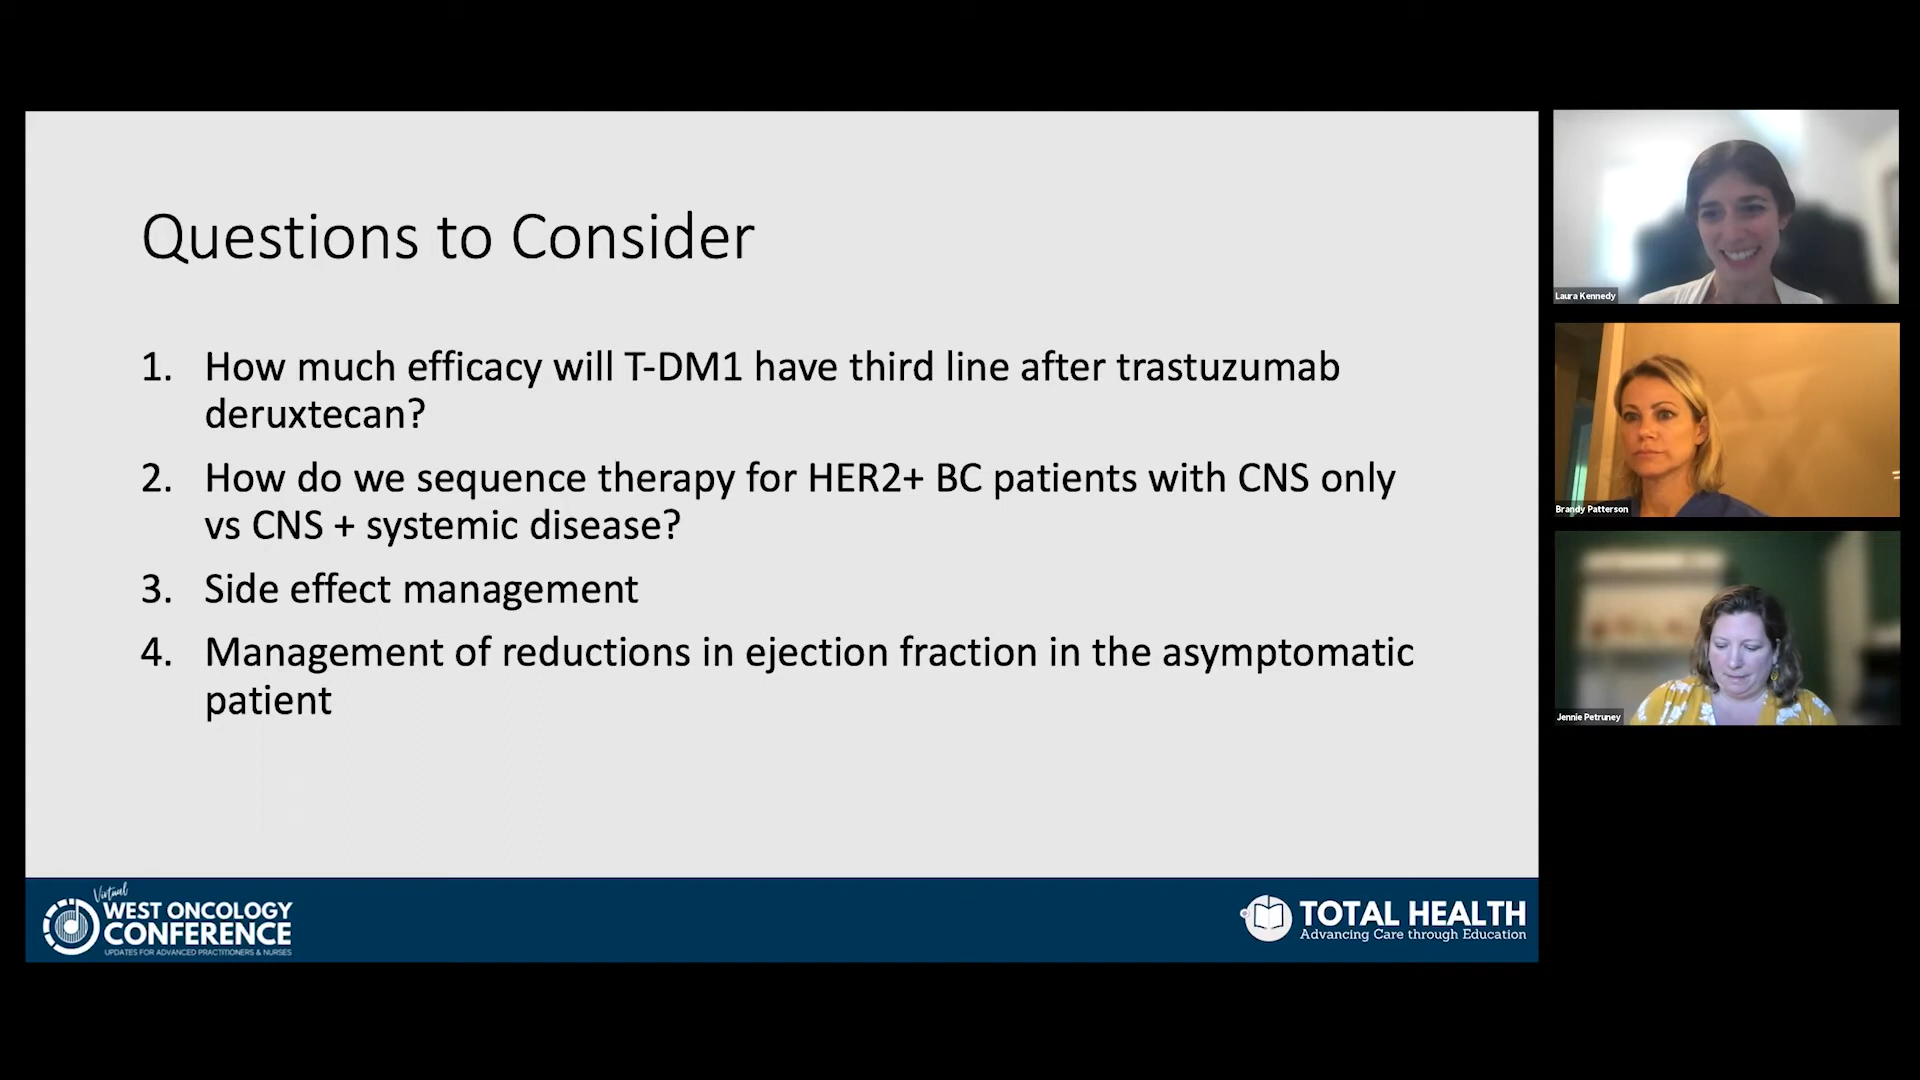 Questions to Consider
1. How much efficacy will T-DM1 have third line after trastuzumab
deruxtecan?
2. How do we sequence therapy for HER2+ BC patients with CNS only
vs CNS + systemic disease?
3. Side effect management
4. Management of reductions in ejection fraction in the asymptomatic
patient
Virtual
WEST ONCOLOGY
CONFERENCE
UPDATES FOR ADVANCED PRACTITIONERS & NURSES
TOTAL HEALTH
Advancing Care through Education
Laura Kennedy
Brandy Patterson
Jennie Petruney